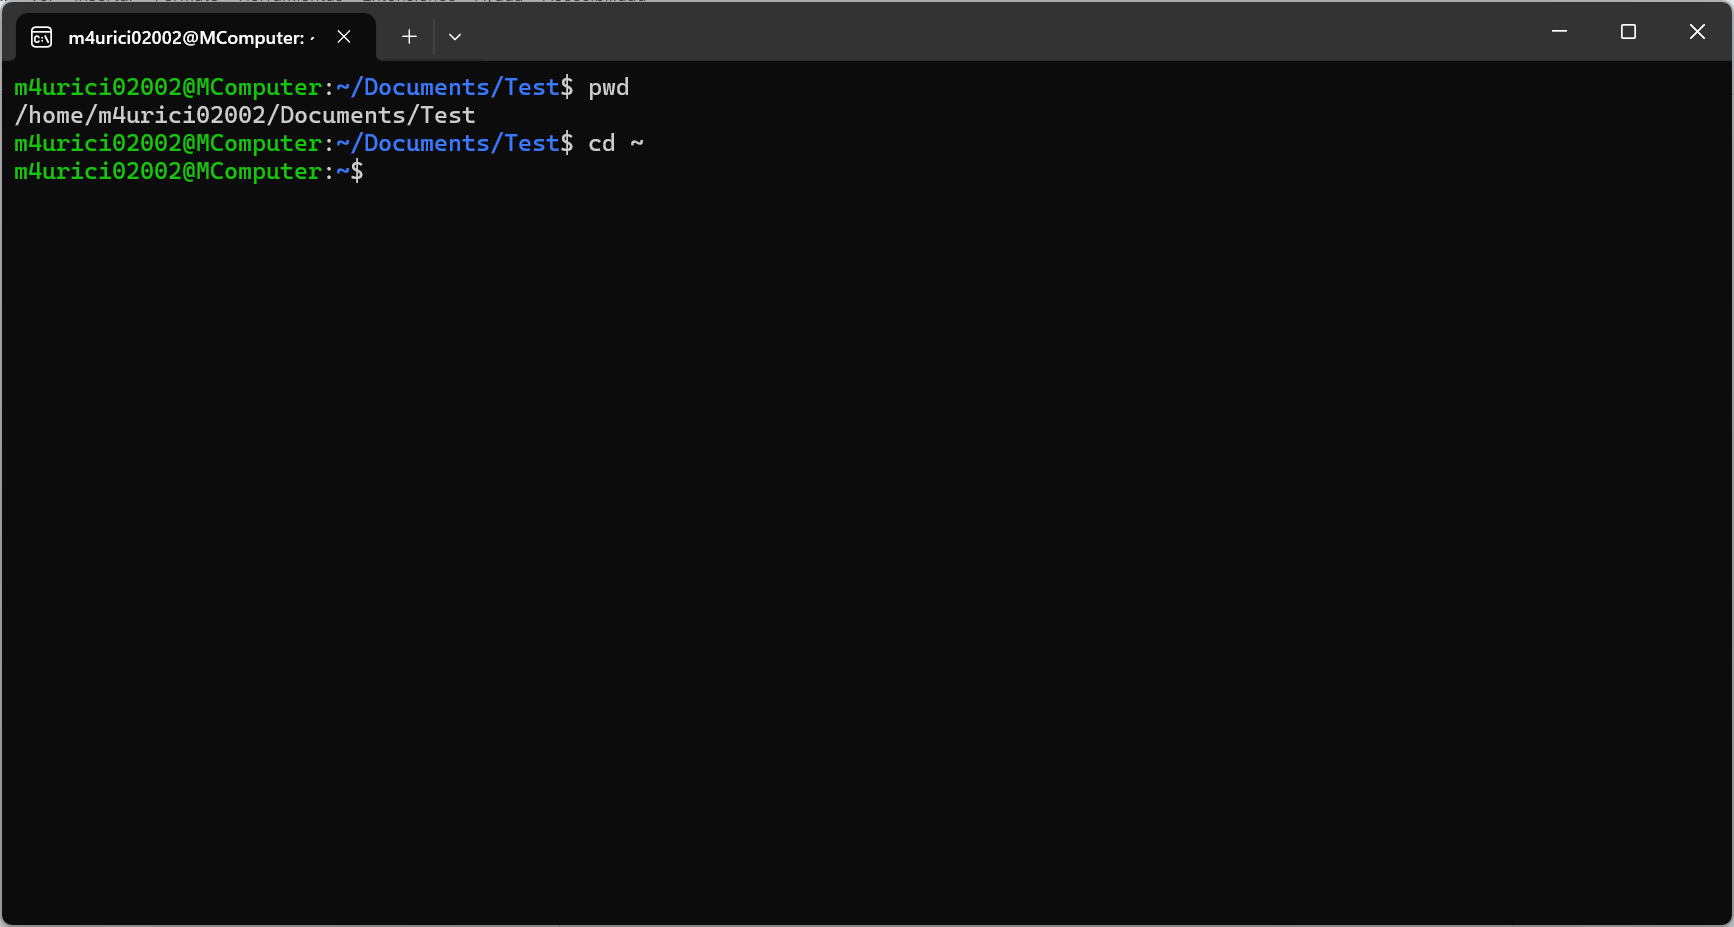 m4urici02002@MComputer:
m4urici02002@MComputer:~/Documents/Test$ pwd
/home/m4urici02002/Documents/Test
m4urici02002@MComputer:~/Documents/Test$ cd ~
m4urici02002@MComputer:~$